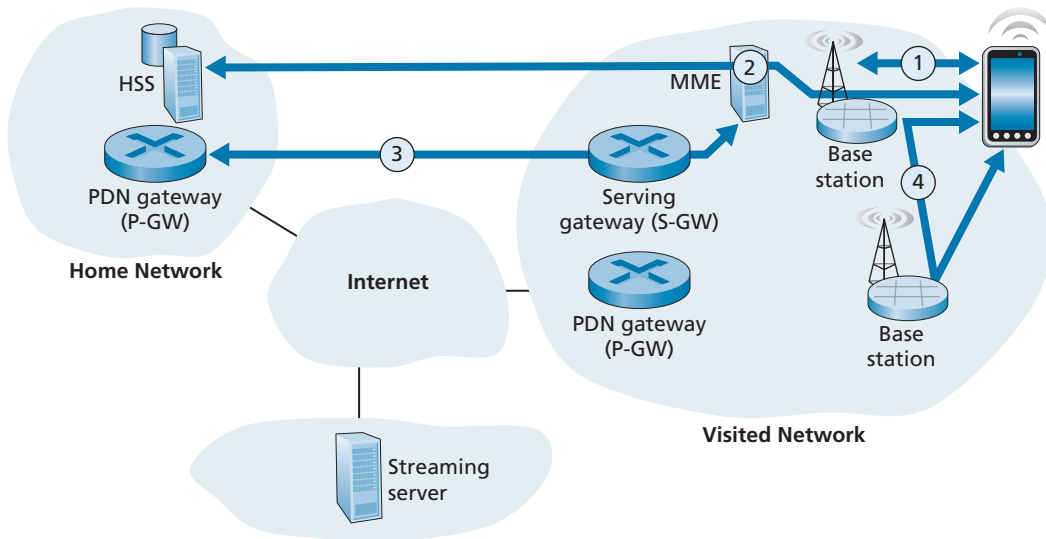 HSS
MME
2
1
3
PDN gateway
(P-GW)
Serving
gateway (S-GW)
Base
station
4
Home Network
Internet
PDN gateway
(P-GW)
Base
station
Visited Network
Streaming
server